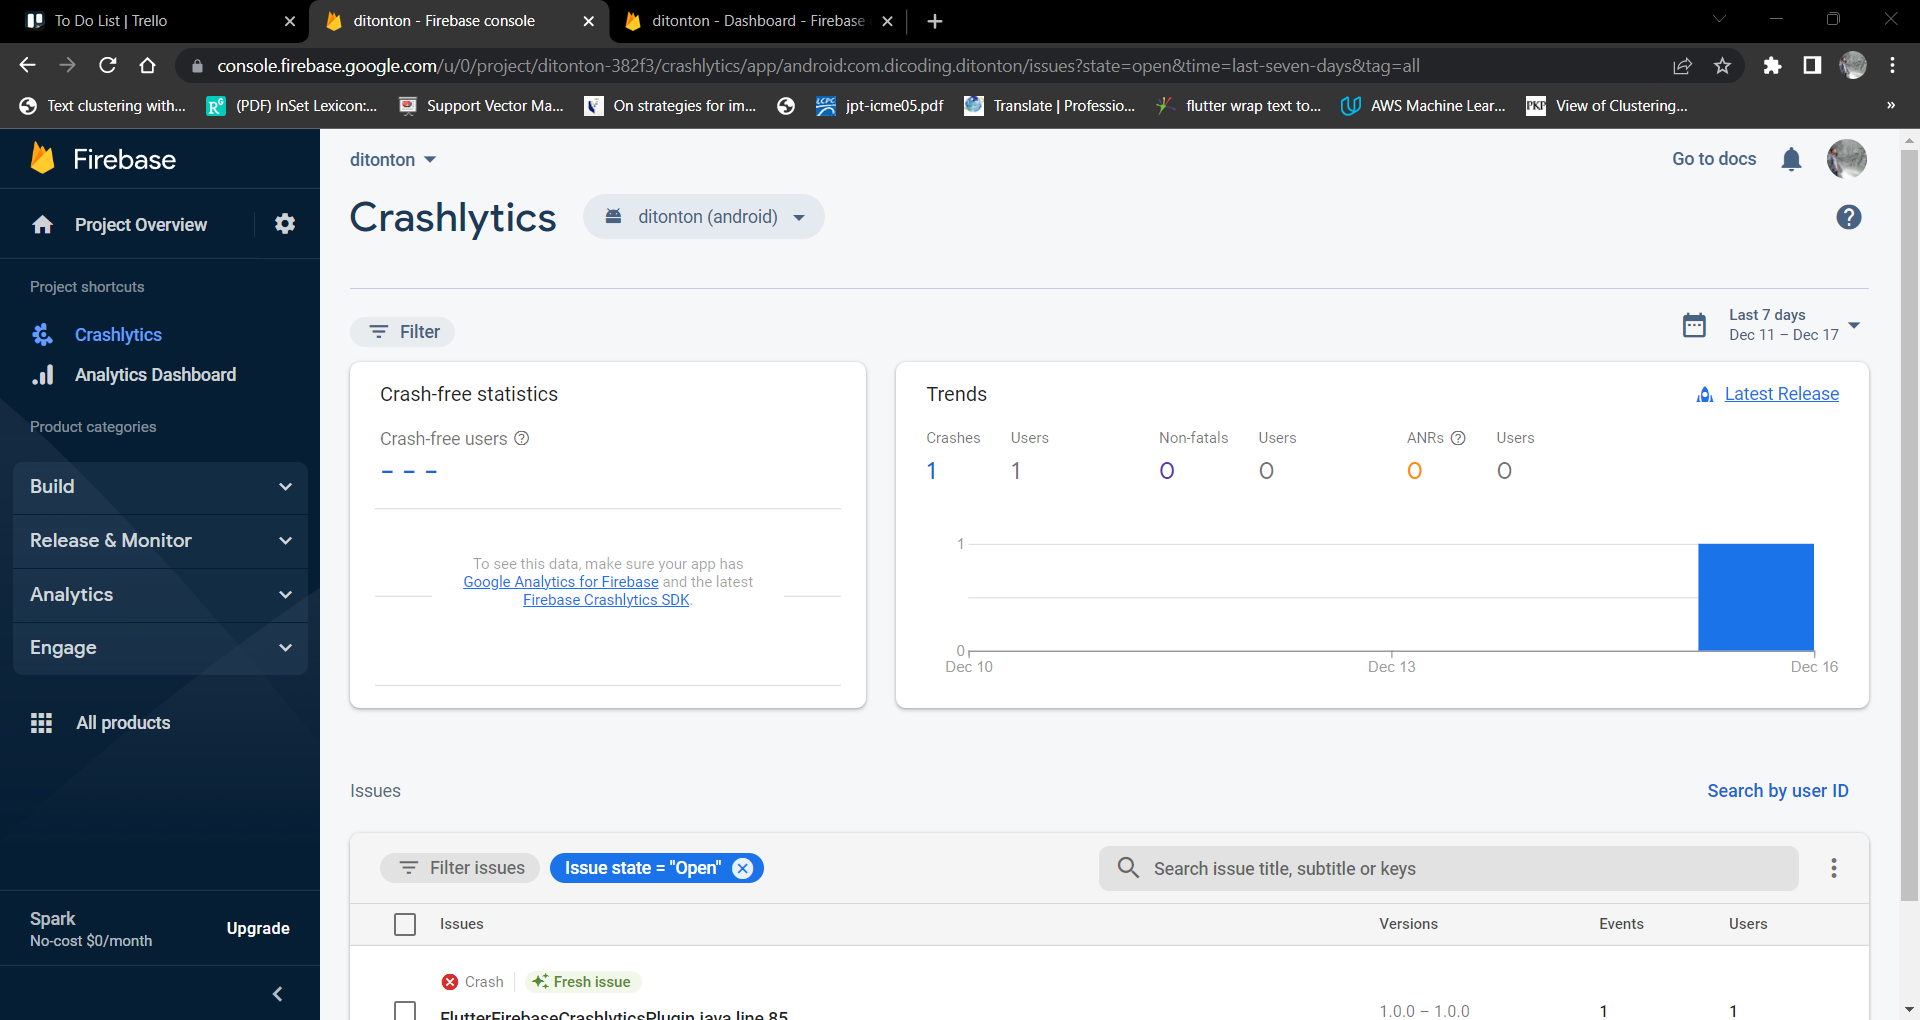 To Do List | Trello
ditonton - Firebase console
ditonton - Dashboard - Firebase
console.firebase.google.com/u/0/project/ditonton-382f3/crashlytics/app/android:com.dicoding.ditonton/issues?state=open&time=last-seven-days&tag=all
Text clustering with...
(PDF) InSet Lexicon:...
Support Vector Ma...
On strategies for im...
jpt-icme05.pdf
Translate | Professio...
flutter wrap text to...
AWS Machine Lear...
PKP
View of Clustering...
»
Firebase
Project Overview
Project shortcuts
Crashlytics
Analytics Dashboard
Product categories
Build
Release & Monitor
Analytics
Engage
All products
Spark
No-cost $0/month
Upgrade
ditonton
Go to docs
Crashlytics
ditonton (android)
Filter
Last 7 days
Dec 11 – Dec 17
Crash-free statistics
Crash-free users
– – –
To see this data, make sure your app has
Google Analytics for Firebase and the latest
Firebase Crashlytics SDK.
Trends
Latest Release
Crashes Users Non-fatals Users ANRs Users
1 1 0 0 0 0
1
0
Dec 10 Dec 13 Dec 16
Issues
Search by user ID
Filter issues
Issue state = "Open"
Search issue title, subtitle or keys
Issues Versions Events Users
Crash
Fresh issue
FlutterFirebaseCrashlyticsPlugin.java line 85
1.0.0 – 1.0.0 1 1